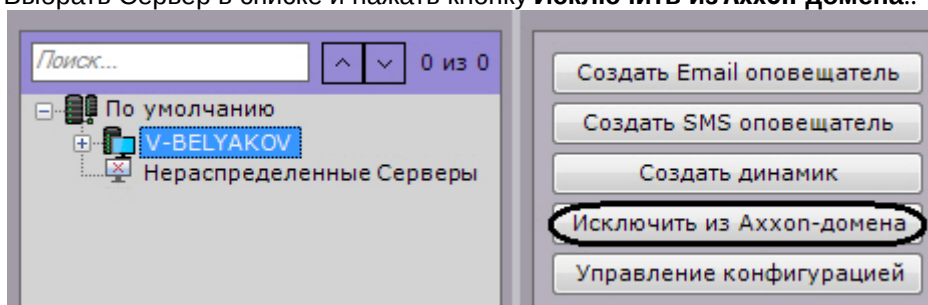 Выбрать Сервер в списке и нажать кнопку Исключить из Axxon-домена..
Поиск...
0 из 0
По умолчанию
V-BELYAKOV
Нераспределенные Серверы
Создать Email оповещатель
Создать SMS оповещатель
Создать динамик
Исключить из Axxon-домена
Управление конфигурацией